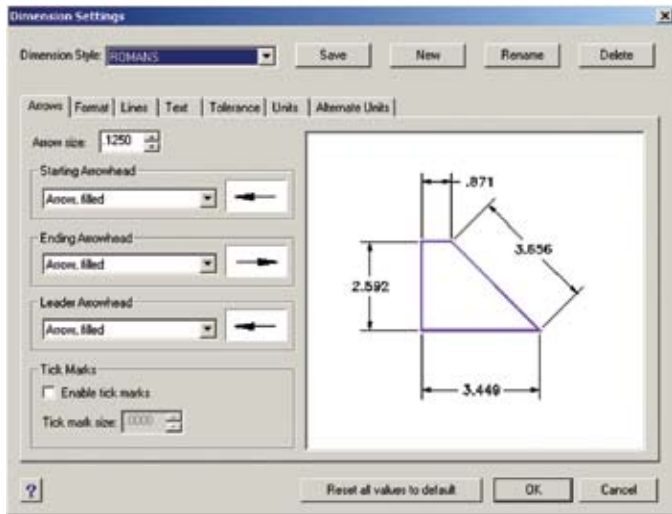 Dimension Settings
Dimension Style: ROMANS Save New Rename Delete
Arrows Format Lines Text Tolerance Units Alternate Units
Arrow size: .1250
Starting Arrowhead
Arrow, filled
Ending Arrowhead
Arrow, filled
Leader Arrowhead
Arrow, filled
Tick Marks
Enable tick marks
Tick mark size: .0000
.871
3.656
2.592
3.449
? Reset all values to default OK Cancel